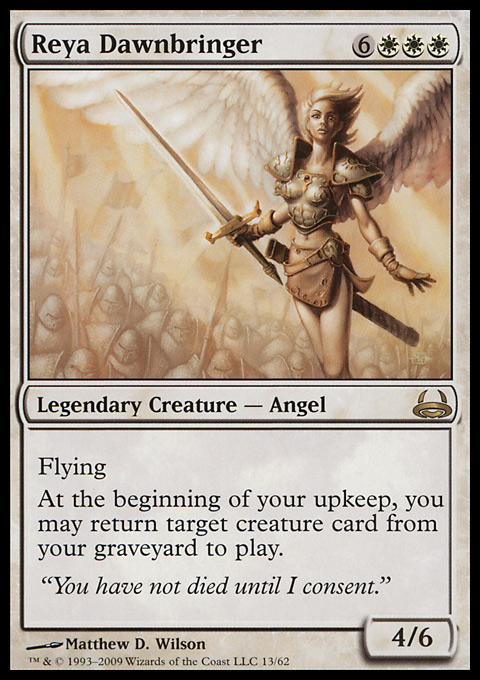 Reya Dawnbringer 6
Legendary Creature — Angel
Flying
At the beginning of your upkeep, you
may return target creature card from
your graveyard to play.
“You have not died until I consent.”
4/6
Matthew D. Wilson
™ & © 1993–2009 Wizards of the Coast LLC 13/62